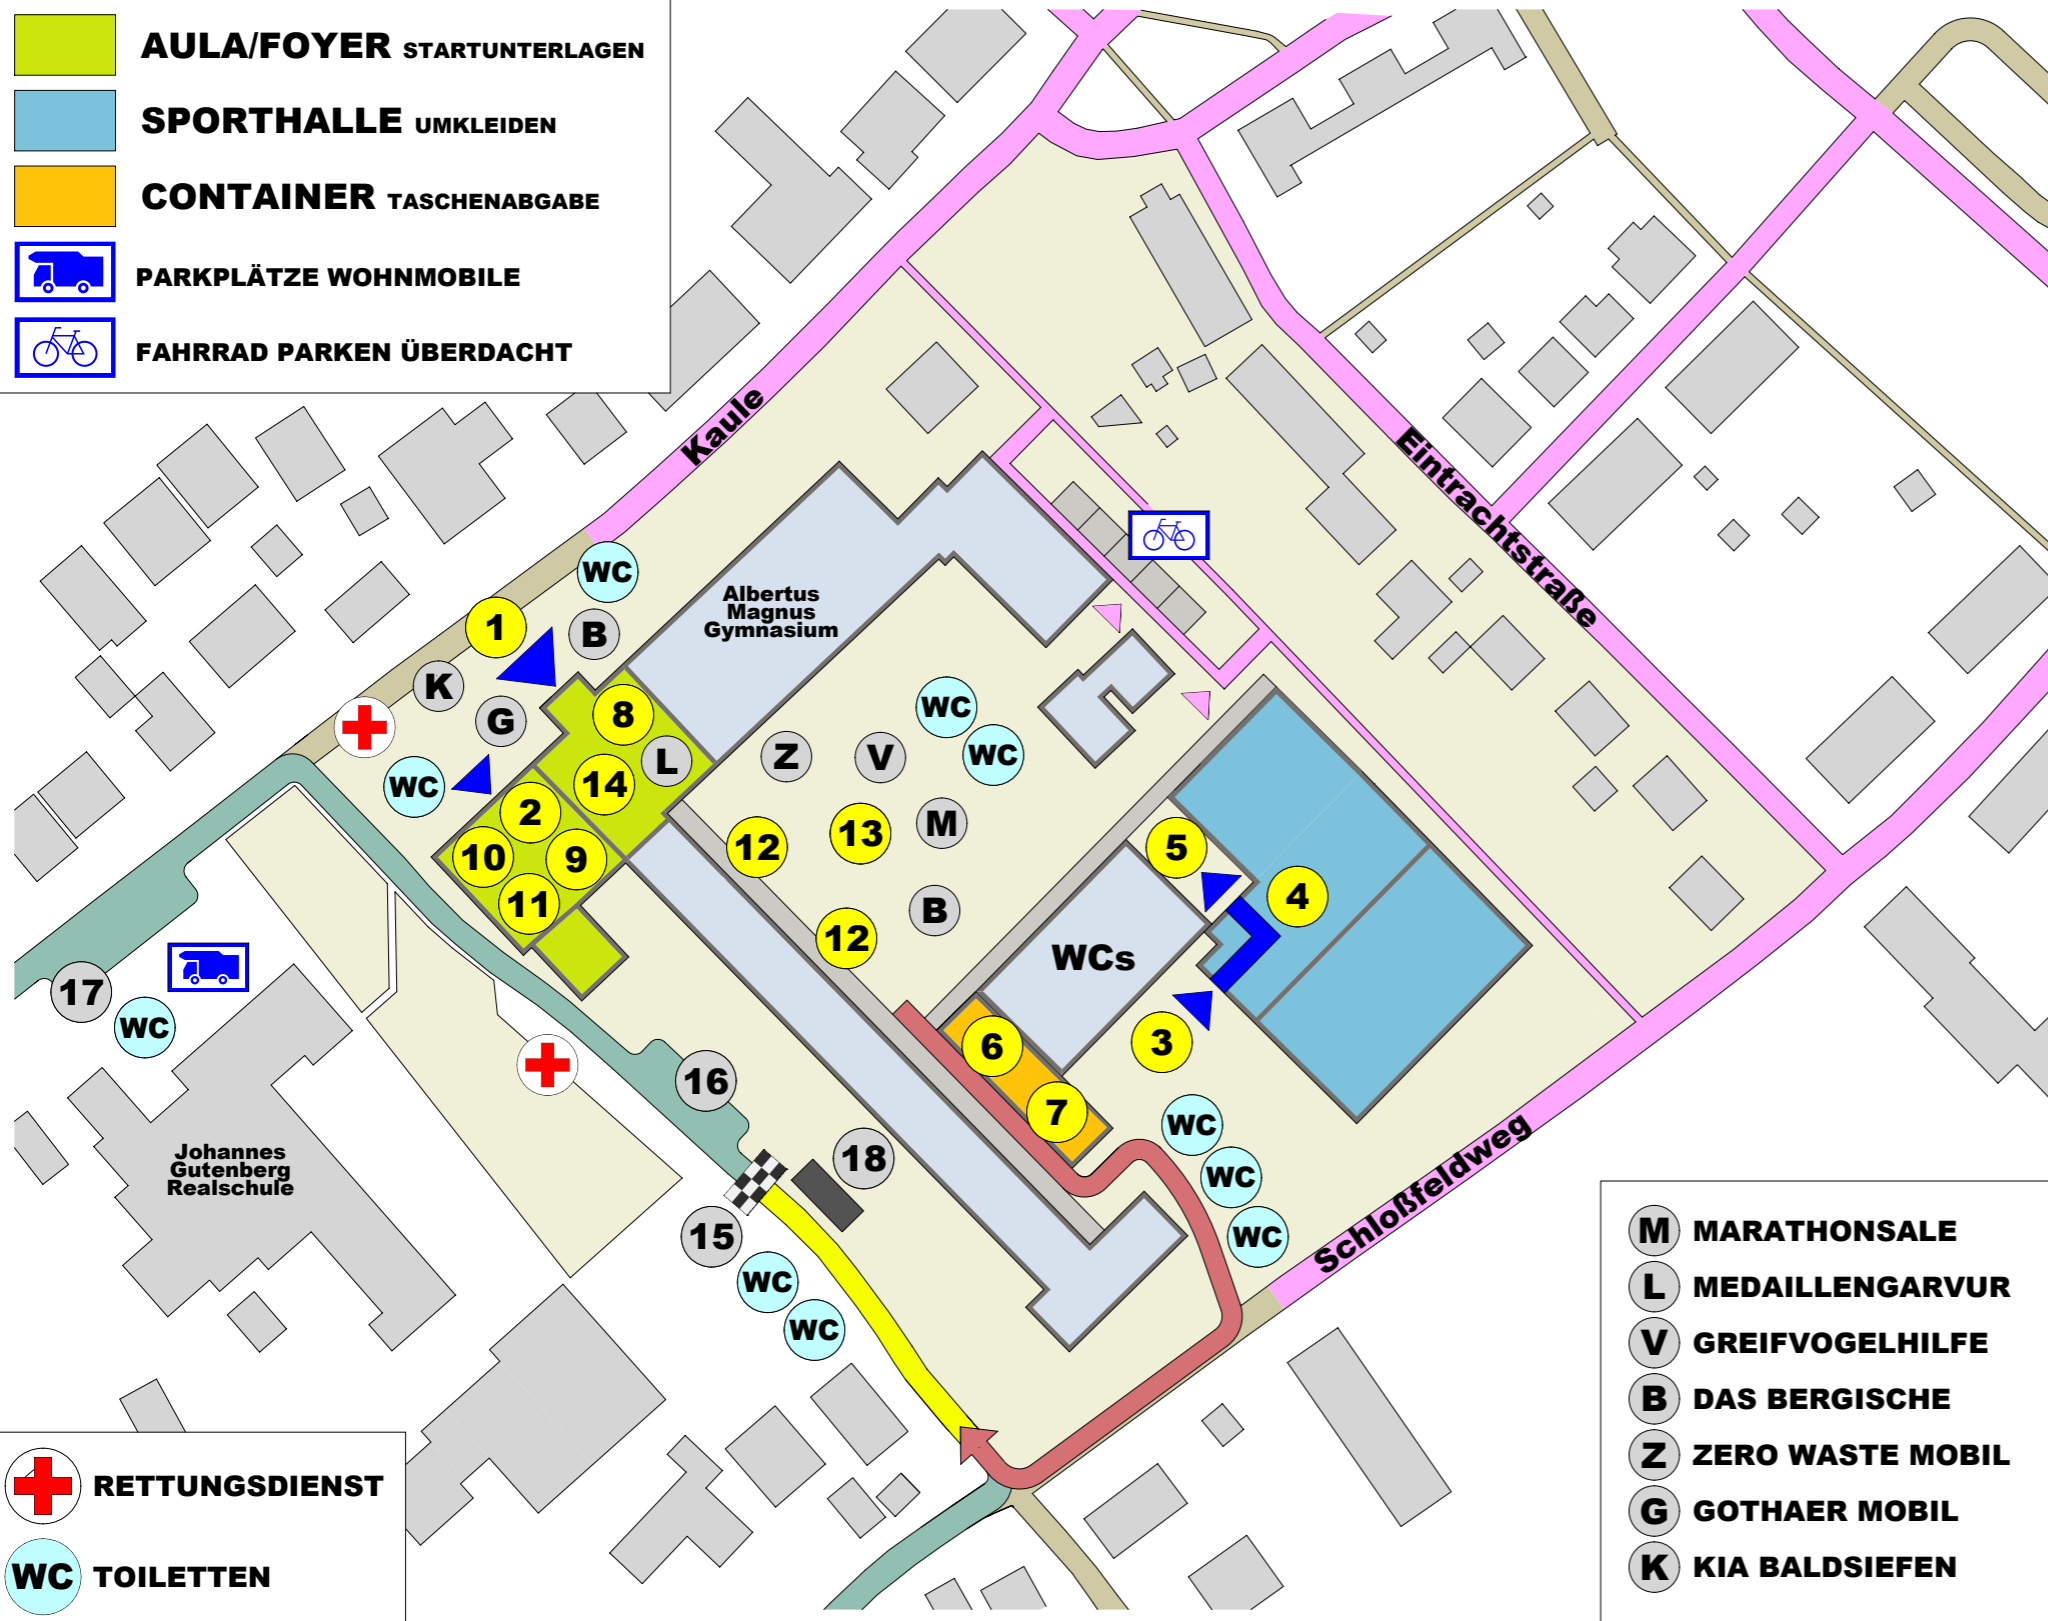 AULA/FOYER STARTUNTERLAGEN
SPORTHALLE UMKLEIDEN
CONTAINER TASCHENABGABE
PARKPLÄTZE WOHNMOBILE
FAHRRAD PARKEN ÜBERDACHT
Kaule
Eintrachtstraße
WC
1
B
Albertus
Magnus
Gymnasium
K
G
8
L
WC
14
2
10
9
11
Z
V
WC
WC
12
13
M
12
B
5
4
WCs
3
6
7
17
WC
16
18
15
WC
WC
WC
WC
WC
Schloßfeldweg
Johannes
Gutenberg
Realschule
RETTUNGSDIENST
WC TOILETTEN
M MARATHONSALE
L MEDAILLENGARVUR
V GREIFVOGELHILFE
B DAS BERGISCHE
Z ZERO WASTE MOBIL
G GOTHAER MOBIL
K KIA BALDSIEFEN